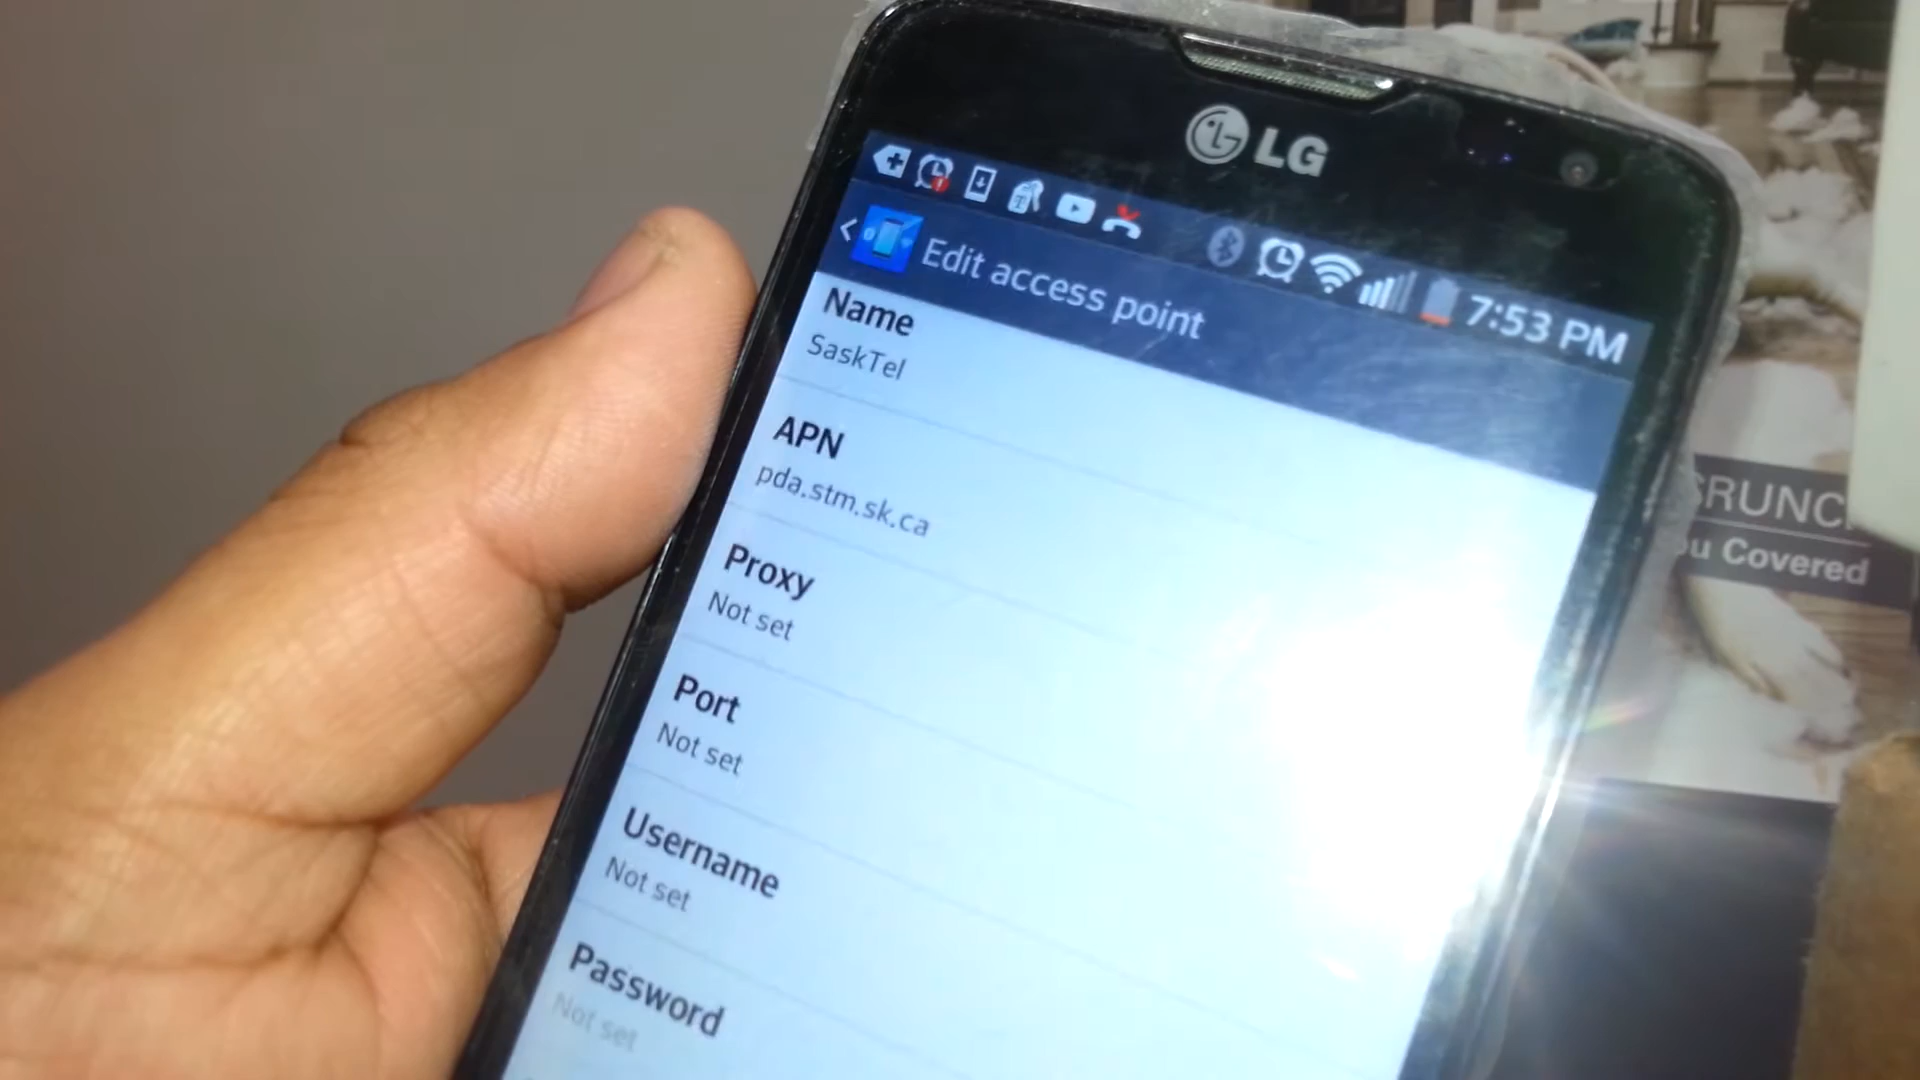 LG
7:53 PM
Edit access point
Name
SaskTel
APN
pda.stm.sk.ca
Proxy
Not set
Port
Not set
Username
Not set
Password
Not set
Covered